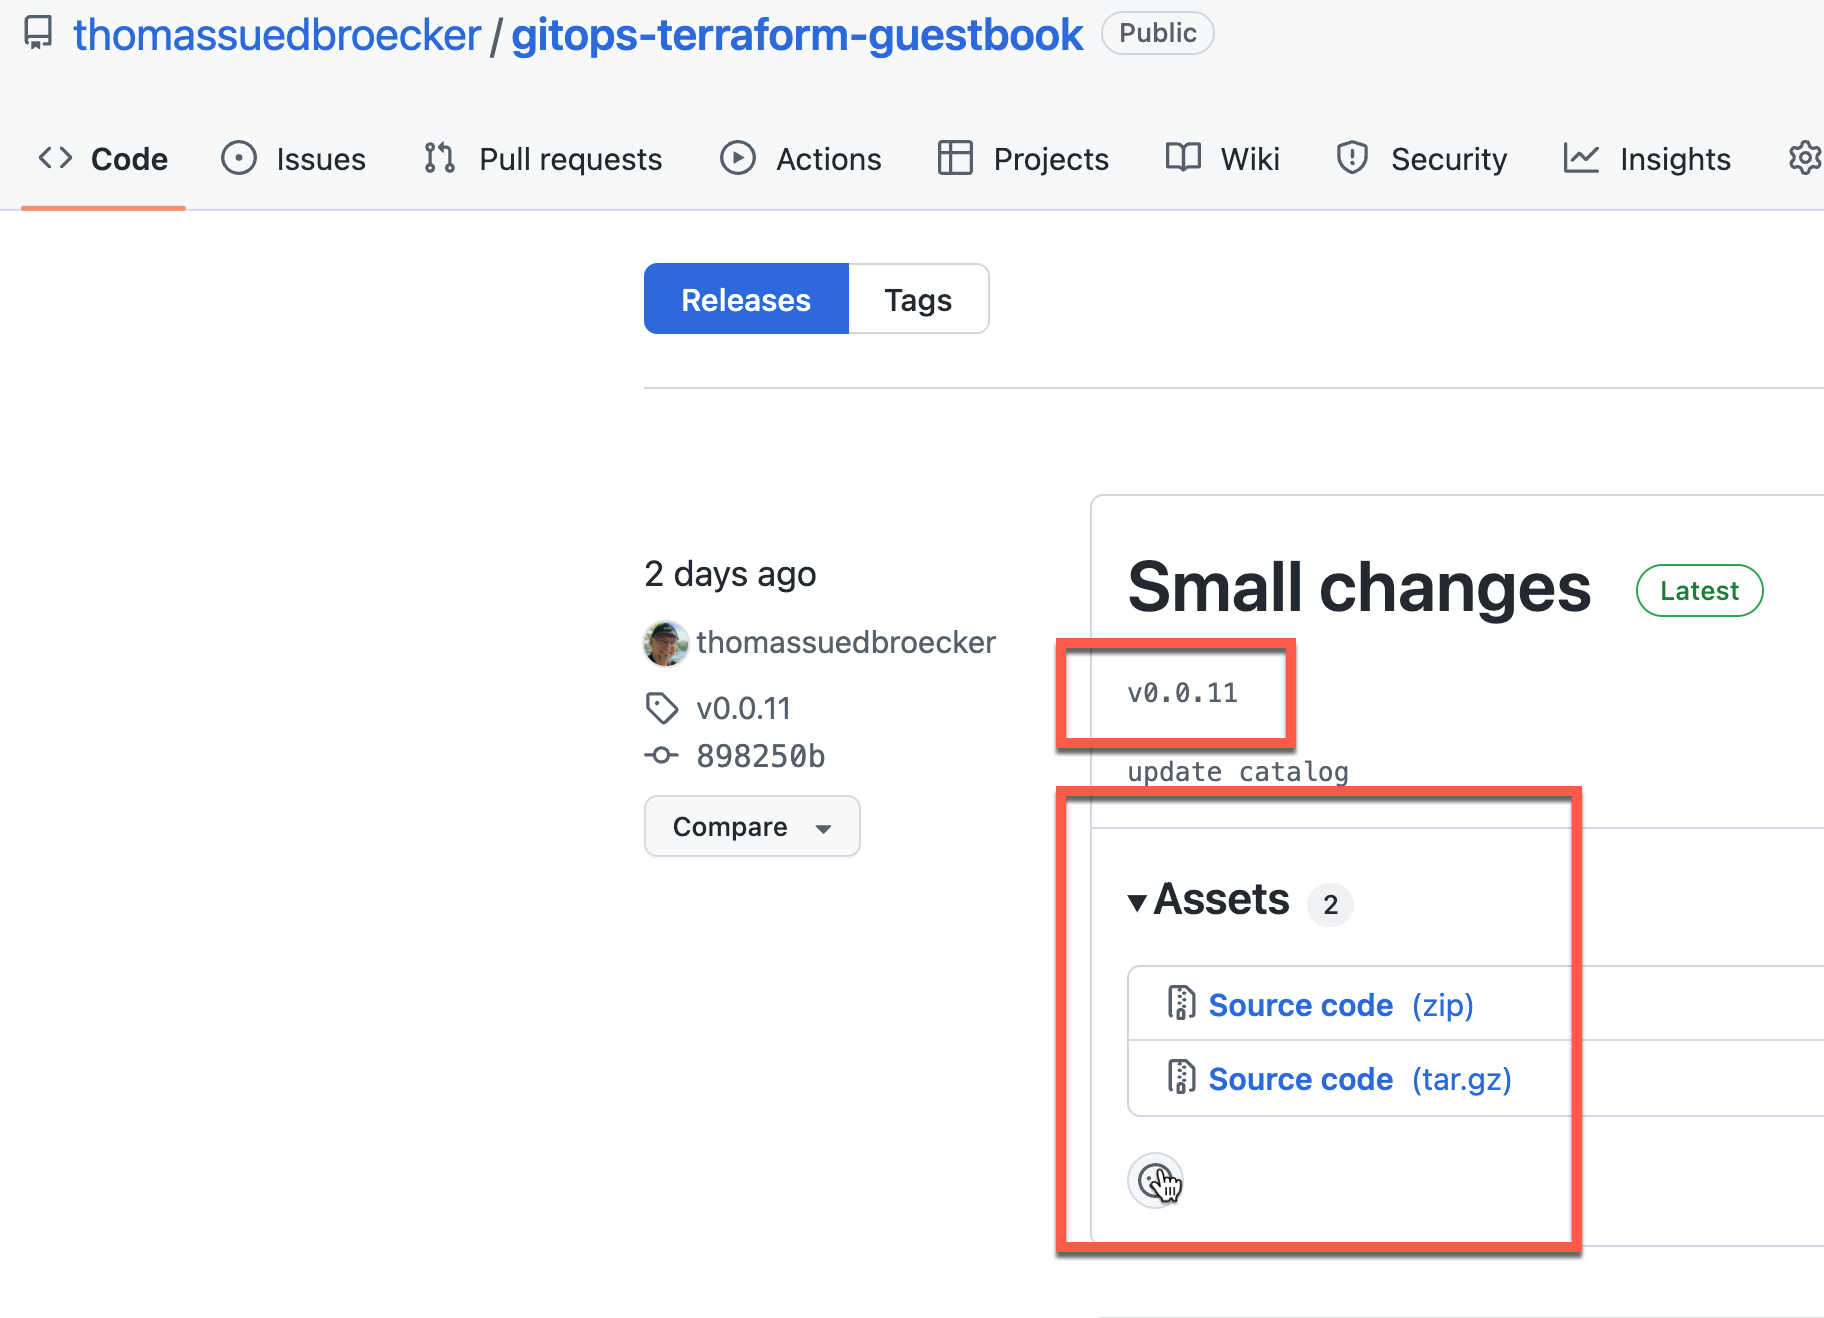 thomassuedbroecker / gitops-terraform-guestbook Public
Code Issues Pull requests Actions Projects Wiki Security Insights
Releases Tags
2 days ago
thomassuedbroecker
v0.0.11
898250b
Compare
Small changes Latest
v0.0.11
update catalog
Assets 2
Source code (zip)
Source code (tar.gz)